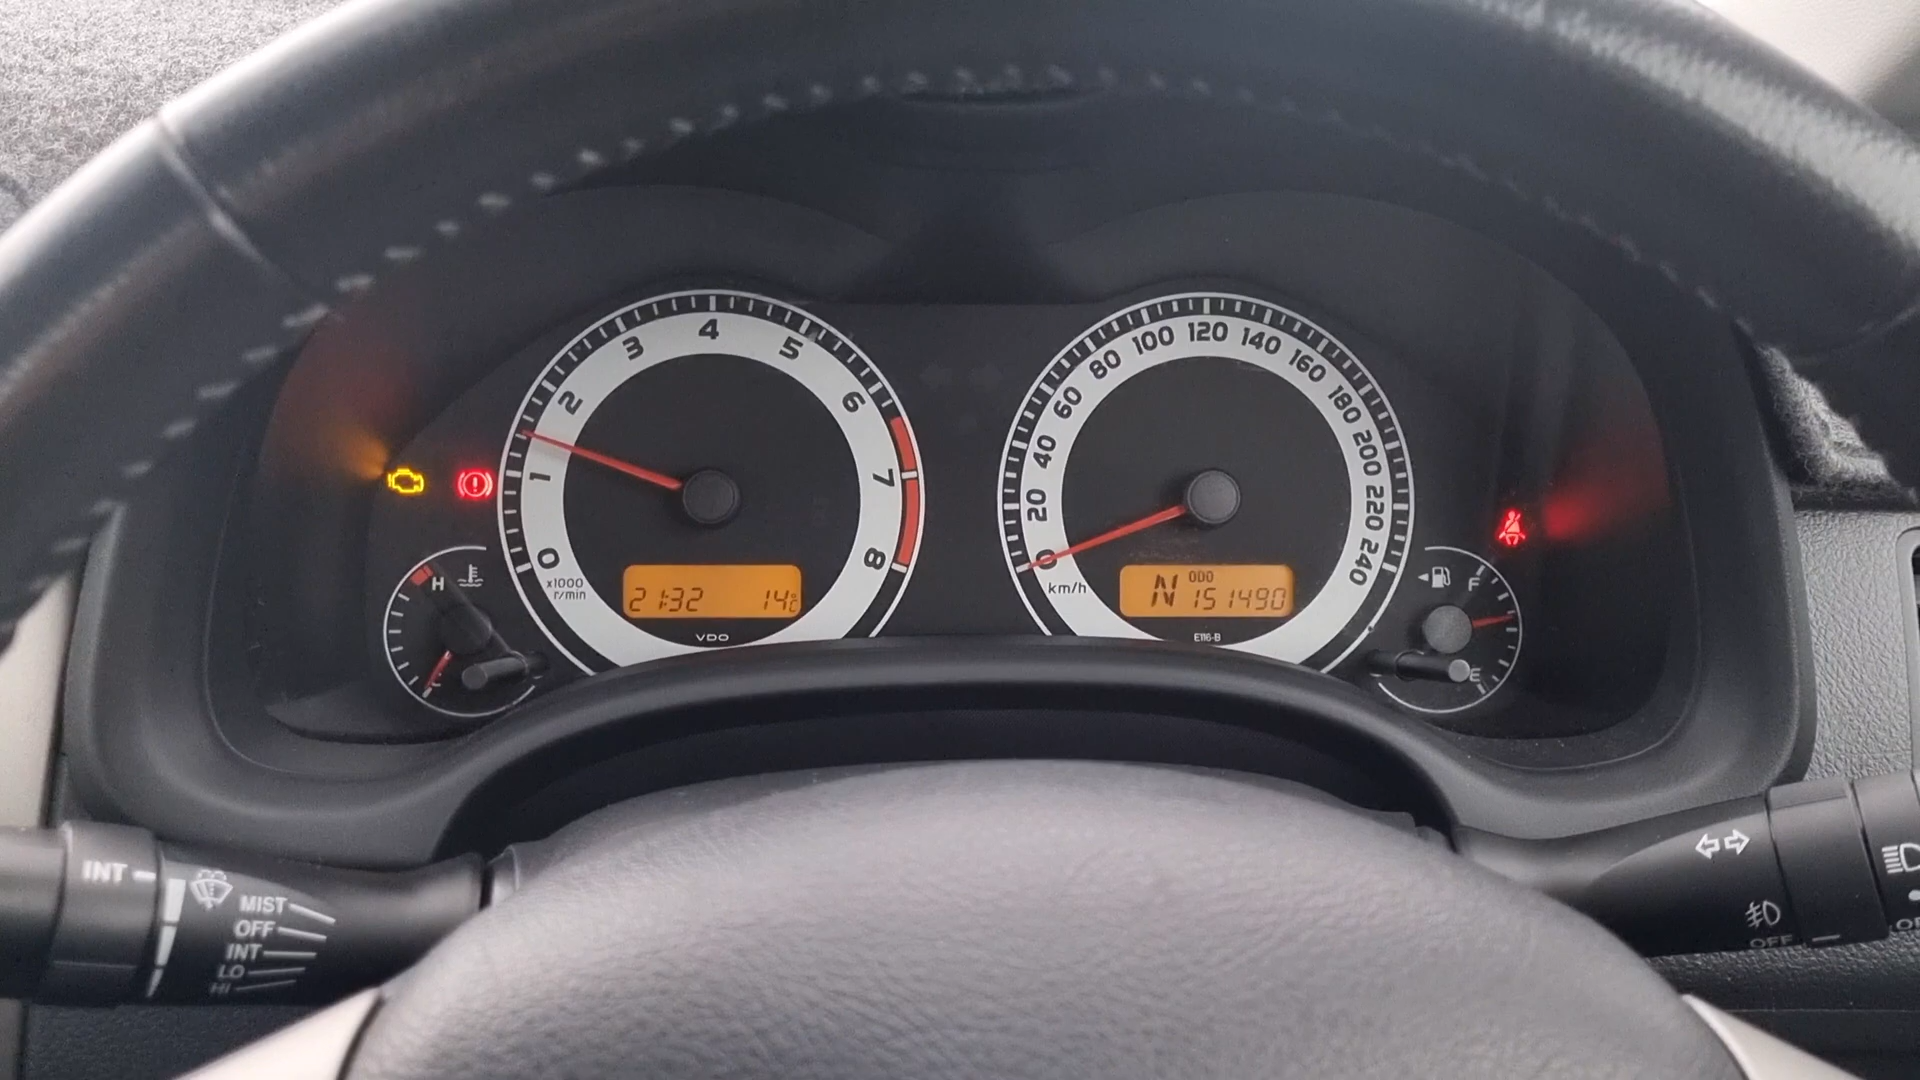 0 1 2 3 4 5 6 7 8
x1000
r/min
21:32 14°C
VDO
0 20 40 60 80 100 120 140 160 180 200 220 240
km/h
ODO
N 151490
E116-B
H
F
E
INT
MIST
OFF
INT
LO
HI
OFF